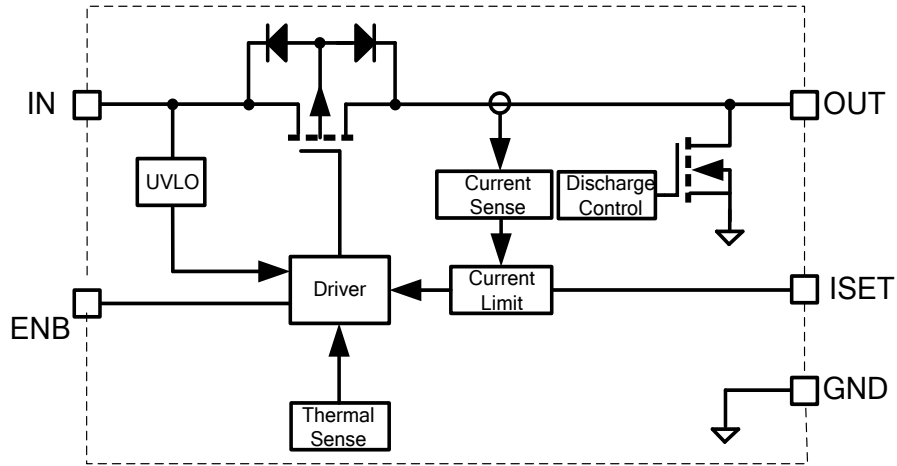 IN
OUT
UVLO
Current
Sense
Discharge
Control
Driver
Current
Limit
ISET
ENB
GND
Thermal
Sense